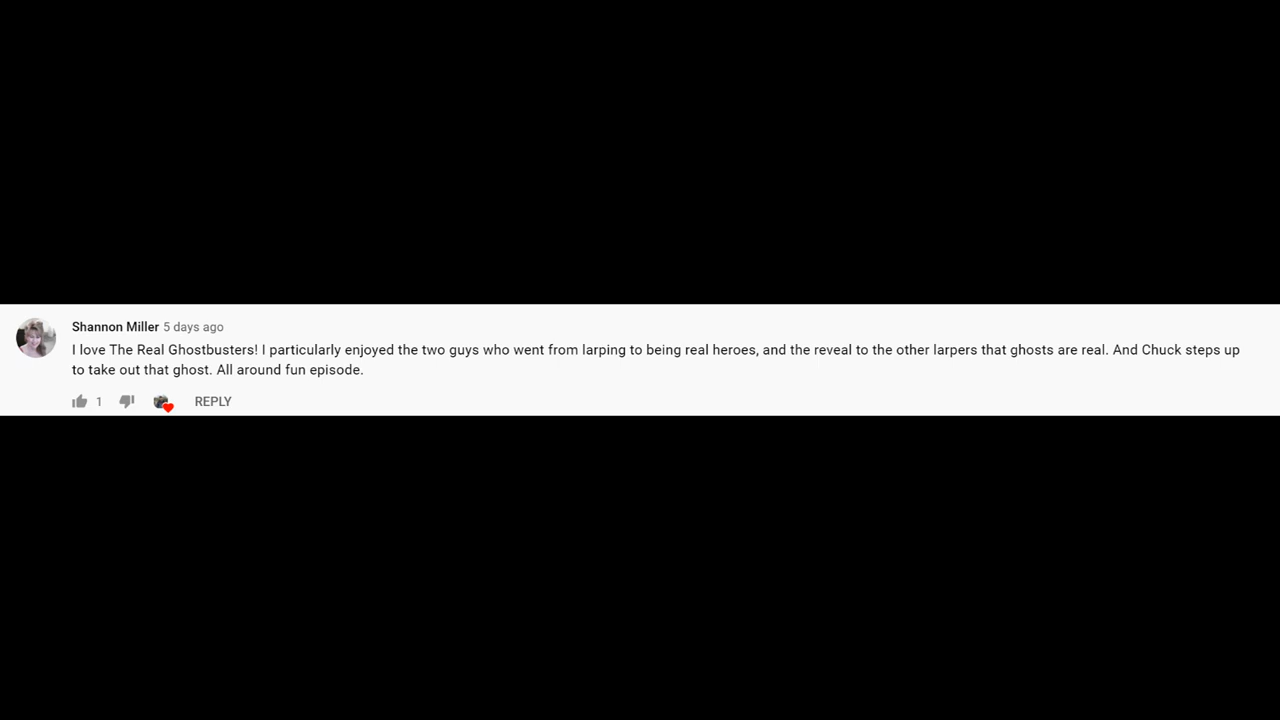 Shannon Miller 5 days ago
I love The Real Ghostbusters! I particularly enjoyed the two guys who went from larping to being real heroes, and the reveal to the other larpers that ghosts are real. And Chuck steps up
to take out that ghost. All around fun episode.
1 REPLY